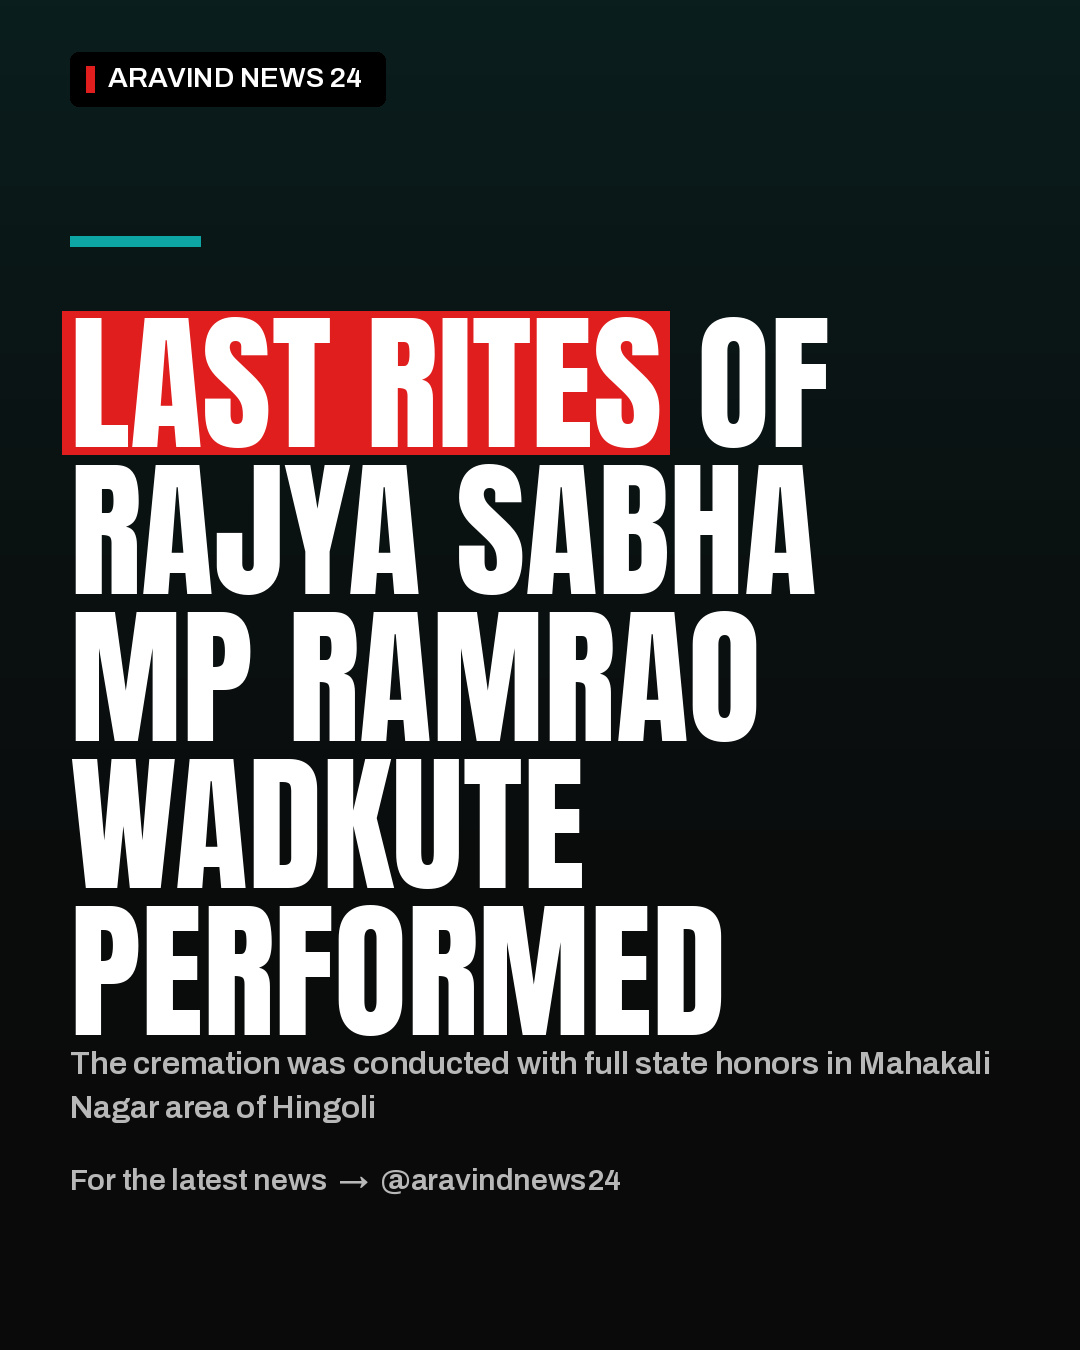 ARAVIND NEWS 24
LAST RITES OF
RAJYA SABHA
MP RAMRAO
WADKUTE
PERFORMED
The cremation was conducted with full state honors in Mahakali
Nagar area of Hingoli
For the latest news → @aravindnews24